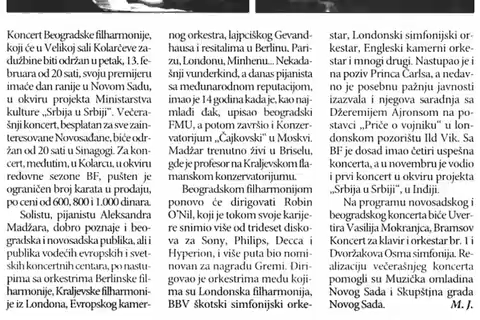 Koncert Beogradske filharmonije,
koji će u Velikoj sali Kolarčeve za-
dužbine biti održan u petak, 13. fe-
bruara od 20 sati, svoju premijeru
imaće dan ranije u Novom Sadu,
u okviru projekta Ministarstva
kulture „Srbija u Srbiji”. Večera-
šnji koncert, besplatan za sve zain-
teresovane Novosađane, biće odr-
žan od 20 sati u Sinagogi. Za kon-
cert, međutim, u Kolarcu, u okviru
redovne sezone BF, pušten je
ograničen broj karata u prodaju,
po ceni od 600, 800 i 1.000 dinara.
Solistu, pijanistu Aleksandra
Madžara, dobro poznaje i beo-
gradska i novosadska publika, ali i
publika vodećih evropskih i svet-
skih koncertnih centara, po nastu-
pima sa orkestrima Berlinske fil-
harmonije, Kraljevske filharmoni-
je iz Londona, Evropskog kamer-
nog orkestra, lajpciškog Gevand-
hausa i resitalima u Berlinu, Pari-
zu, Londonu, Minhenu... Nekada-
šnji vunderkind, a danas pijanista
sa međunarodnom reputacijom,
imao je 14 godina kada je, kao naj-
mlađi đak, upisao beogradski
FMU, a potom završio i Konzer-
vatorijum „Čajkovski” u Moskvi.
Madžar trenutno živi u Briselu,
gde je profesor na Kraljevskom fla-
manskom konzervatorijumu.
Beogradskom filharmonijom
ponovo će dirigovati Robin
O'Nil, koji je tokom svoje karije-
re snimio više od trideset disko-
va za Sony, Philips, Decca i
Hyperion, i više puta bio nomi-
novan za nagradu Gremi. Dirigo-
vao je orkestrima među koji-
ma su Londonska filharmonija,
BBV škotski simfonijski orke-
star, Londonski simfonijski or-
kestar, Engleski kamerni orke-
star i mnogi drugi. Nastupao je i
na poziv Princa Čarlsa, a nedav-
no je posebnu pažnju javnosti
izazvala i njegova saradnja sa
Džeremijem Ajronsom na po-
stavci „Priče o vojniku” u lon-
donskom pozorištu Ild Vik. Sa
BF je dosad imao četiri uspešna
koncerta, a u novembru je vodio
i prvi koncert u okviru projekta
„Srbija u Srbiji”, u Inđiji.
Na programu novosadskog i
beogradskog koncerta biće Uver-
tira Vasilija Mokranjca, Bramsov
Koncert za klavir i orkestar br. 1 i
Dvoržakova Osma simfonija. Re-
alizaciju večerašnjeg koncerta
pomogli su Muzička omladina
Novog Sada i Skupština grada
Novog Sada. M. J.